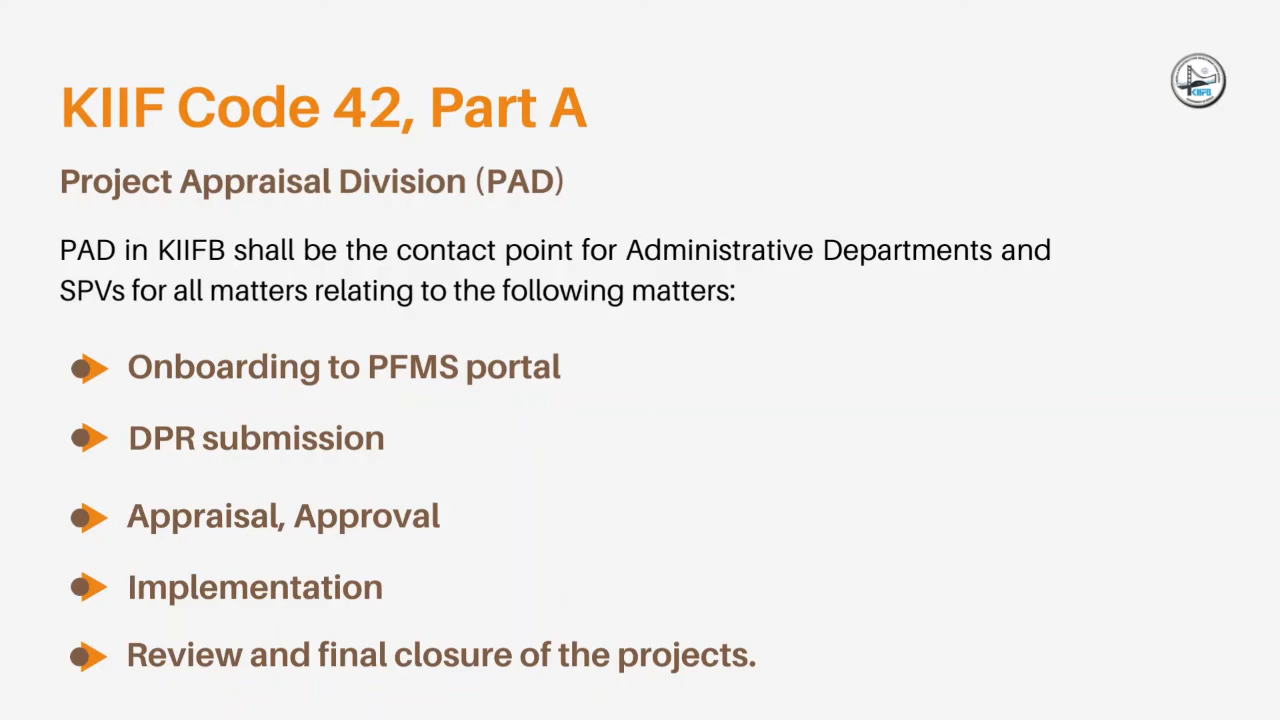 KIIF Code 42, Part A
KIIFB
Project Appraisal Division (PAD)
PAD in KIIFB shall be the contact point for Administrative Departments and
SPVs for all matters relating to the following matters:
Onboarding to PFMS portal
DPR submission
Appraisal, Approval
Implementation
Review and final closure of the projects.